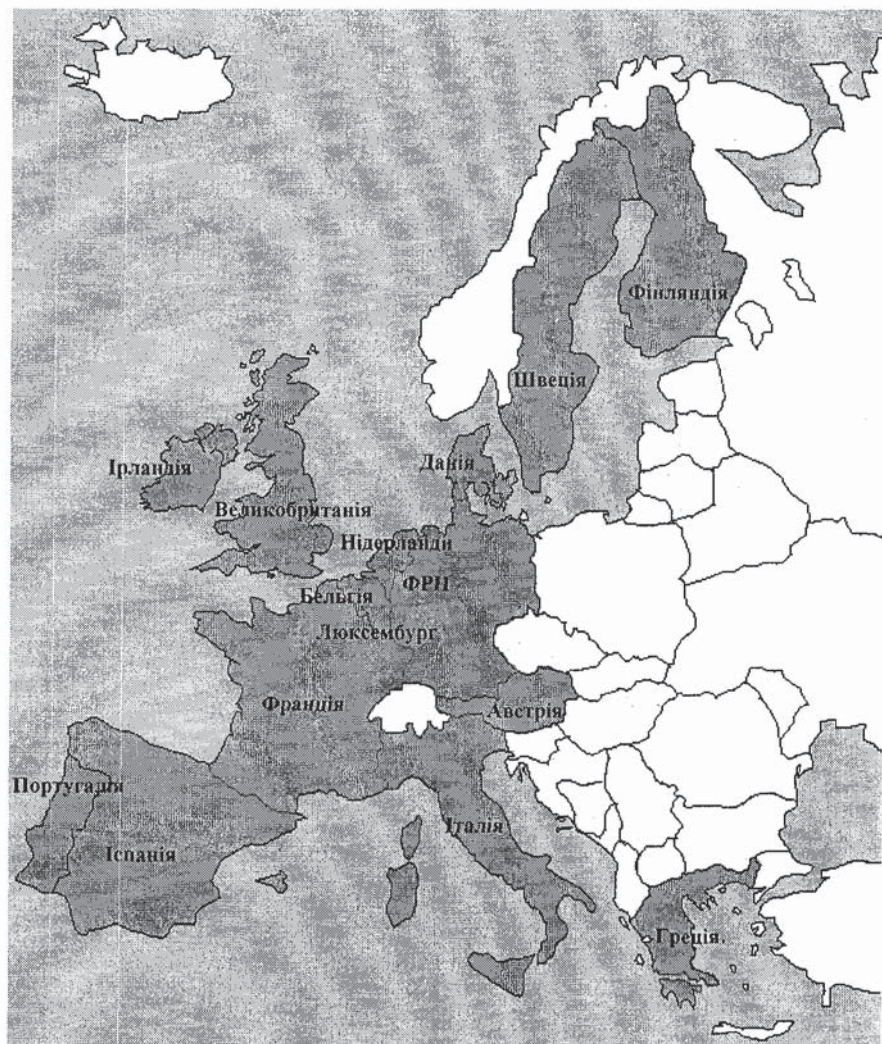 Фінляндія
Швеція
Данія
Ірландія
Великобританія
Нідерланди
ФРН
Бельгія
Люксембург
Франція
Австрія
Португалія
Італія
Іспанія
Греція